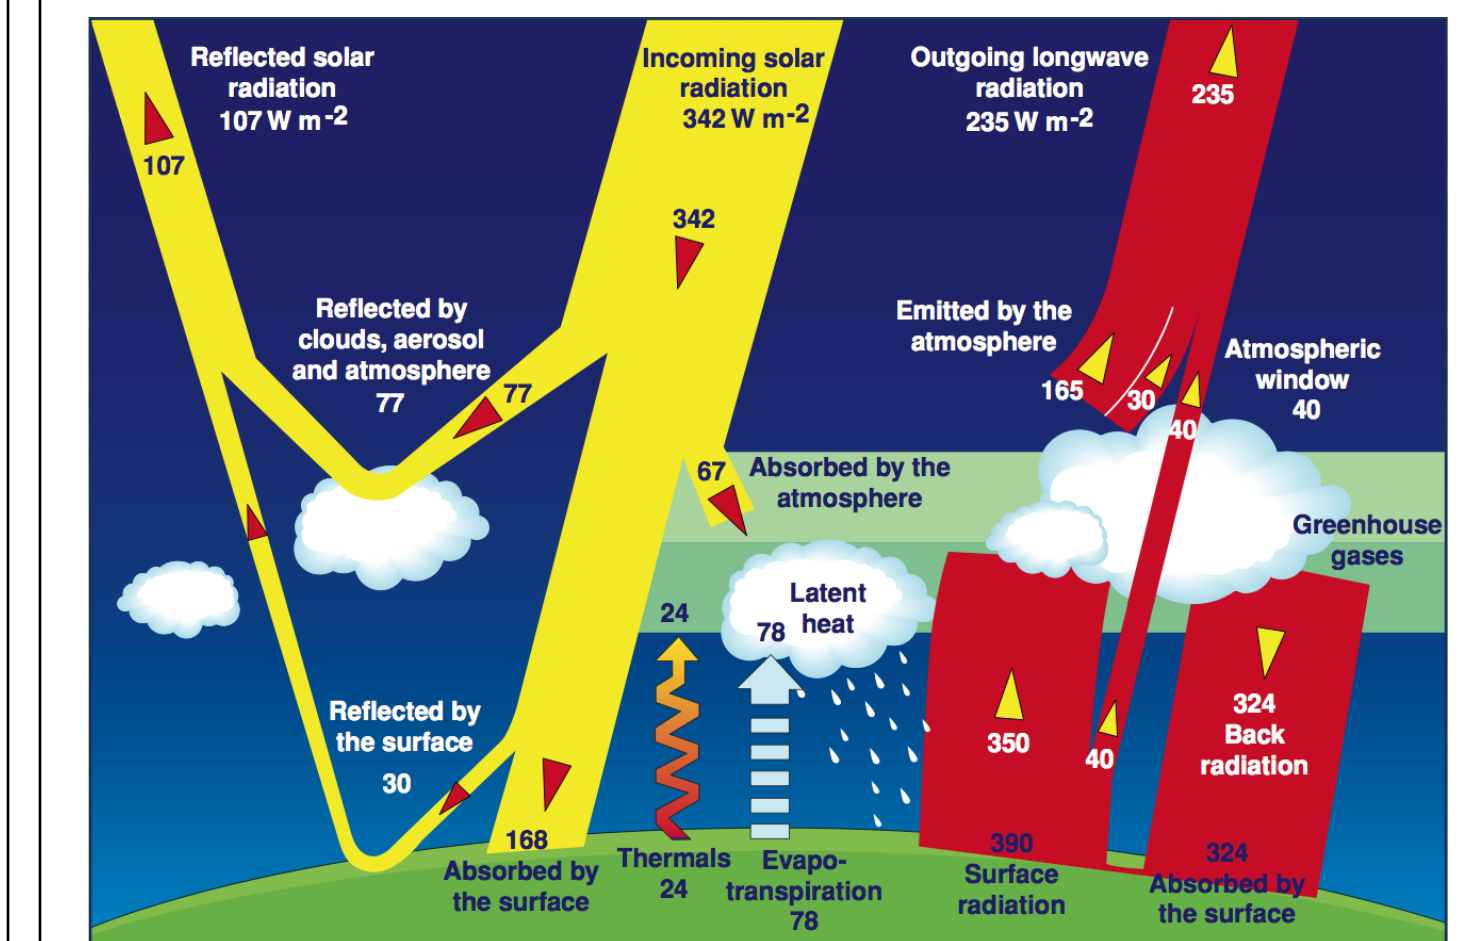 Reflected solar
radiation
107 W m-2
107
Incoming solar
radiation
342 W m-2
342
Outgoing longwave
radiation
235 W m-2
235
Reflected by
clouds, aerosol
and atmosphere
77
77
Emitted by the
atmosphere
165
30
40
Atmospheric
window
40
67
Absorbed by the
atmosphere
Greenhouse
gases
24
78
Latent
heat
Reflected by
the surface
30
350
40
324
Back
radiation
168
Absorbed by
the surface
Thermals
24
Evapo-
transpiration
78
390
Surface
radiation
324
Absorbed by
the surface